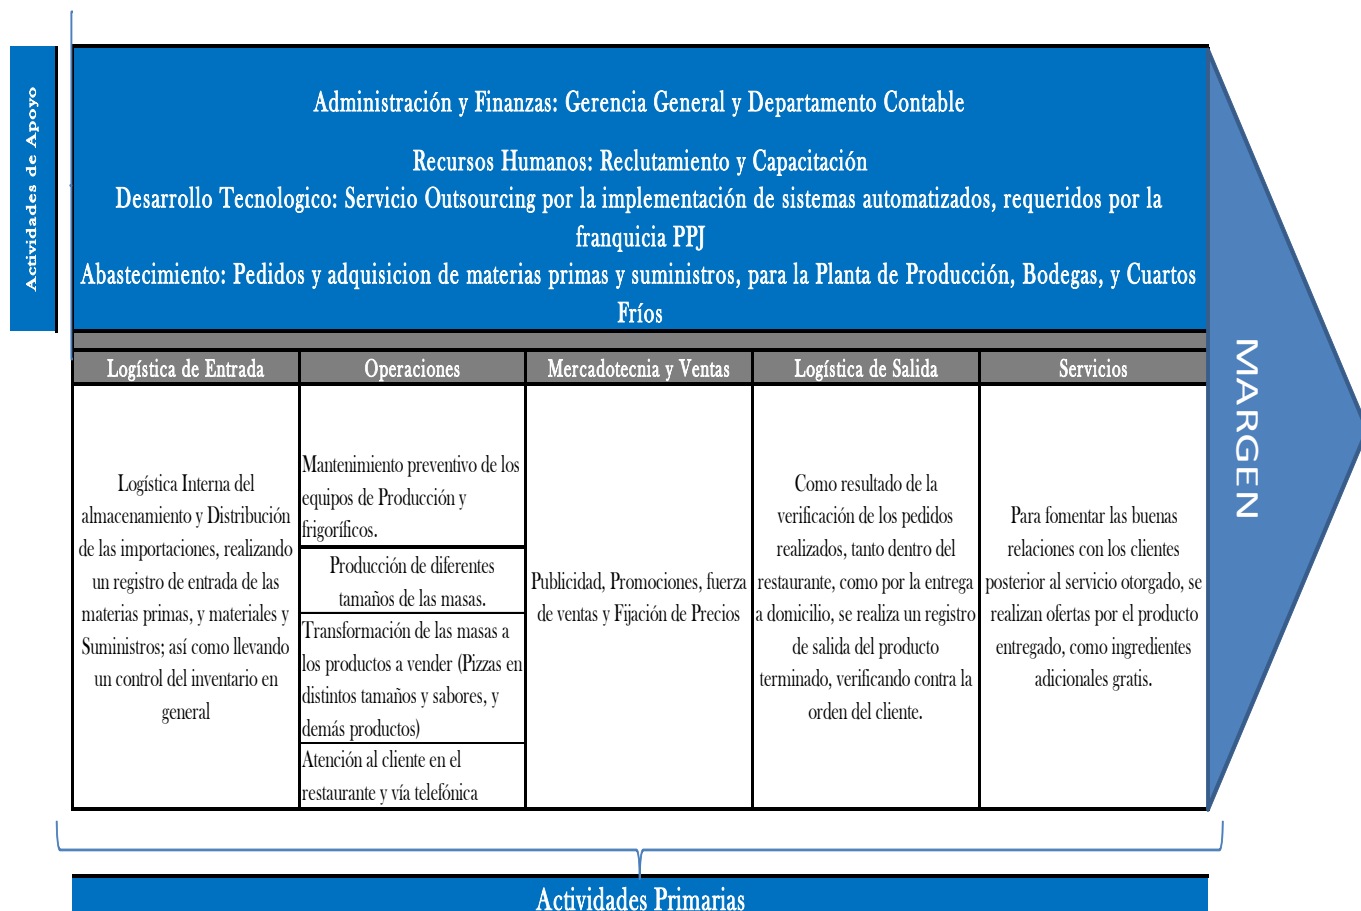 Actividades de Apoyo
Administración y Finanzas: Gerencia General y Departamento Contable
Recursos Humanos: Reclutamiento y Capacitación
Desarrollo Tecnologico: Servicio Outsourcing por la implementación de sistemas automatizados, requeridos por la
franquicia PPJ
Abastecimiento: Pedidos y adquisicion de materias primas y suministros, para la Planta de Producción, Bodegas, y Cuartos
Fríos
Logística de Entrada
Logística Interna del
almacenamiento y Distribución
de las importaciones, realizando
un registro de entrada de las
materias primas, y materiales y
Suministros; así como llevando
un control del inventario en
general
Operaciones
Mantenimiento preventivo de los
equipos de Producción y
frigoríficos.
Producción de diferentes
tamaños de las masas.
Transformación de las masas a
los productos a vender (Pizzas en
distintos tamaños y sabores, y
demás productos)
Atención al cliente en el
restaurante y vía telefónica
Mercadotecnia y Ventas
Publicidad, Promociones, fuerza
de ventas y Fijación de Precios
Logística de Salida
Como resultado de la
verificación de los pedidos
realizados, tanto dentro del
restaurante, como por la entrega
a domicilio, se realiza un registro
de salida del producto
terminado, verificando contra la
orden del cliente.
Servicios
Para fomentar las buenas
relaciones con los clientes
posterior al servicio otorgado, se
realizan ofertas por el producto
entregado, como ingredientes
adicionales gratis.
MARGEN
Actividades Primarias